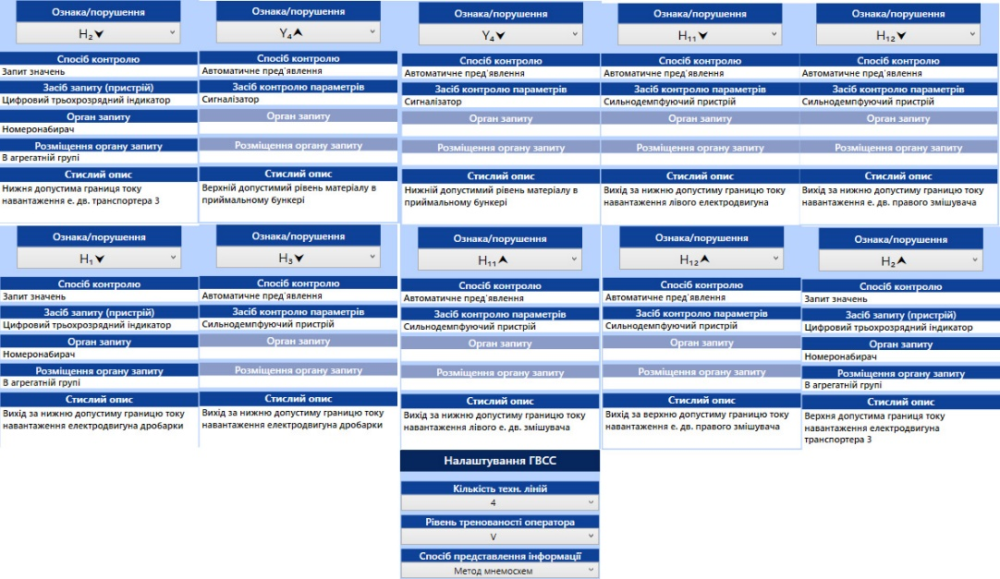 Ознака/порушення
H₂⮟
Спосіб контролю
Запит значень
Засіб запиту (пристрій)
Цифровий трьохрозрядний індикатор
Орган запиту
Номеронабирач
Розміщення органу запиту
В агрегатній групі
Стислий опис
Нижня допустима границя току
навантаження е. дв. транспортера 3
Ознака/порушення
Y₄⮝
Спосіб контролю
Автоматичне пред'явлення
Засіб контролю параметрів
Сигналізатор
Орган запиту
Розміщення органу запиту
Стислий опис
Верхній допустимий рівень матеріалу в
приймальному бункері
Ознака/порушення
Y₄⮟
Спосіб контролю
Автоматичне пред'явлення
Засіб контролю параметрів
Сигналізатор
Орган запиту
Розміщення органу запиту
Стислий опис
Нижній допустимий рівень матеріалу в
приймальному бункері
Ознака/порушення
H₁₁⮟
Спосіб контролю
Автоматичне пред'явлення
Засіб контролю параметрів
Сильнодемпфуючий пристрій
Орган запиту
Розміщення органу запиту
Стислий опис
Вихід за нижню допустиму границю току
навантаження лівого електродвигуна
Ознака/порушення
H₁₂⮟
Спосіб контролю
Автоматичне пред'явлення
Засіб контролю параметрів
Сильнодемпфуючий пристрій
Орган запиту
Розміщення органу запиту
Стислий опис
Вихід за нижню допустиму границю току
навантаження е. дв. правого змішувача
Ознака/порушення
H₁⮟
Спосіб контролю
Запит значень
Засіб запиту (пристрій)
Цифровий трьохрозрядний індикатор
Орган запиту
Номеронабирач
Розміщення органу запиту
В агрегатній групі
Стислий опис
Вихід за нижню допустиму границю току
навантаження електродвигуна дробарки
Ознака/порушення
H₃⮟
Спосіб контролю
Автоматичне пред'явлення
Засіб контролю параметрів
Сильнодемпфуючий пристрій
Орган запиту
Розміщення органу запиту
Стислий опис
Вихід за нижню допустиму границю току
навантаження електродвигуна дробарки
Ознака/порушення
H₁₁⮝
Спосіб контролю
Автоматичне пред'явлення
Засіб контролю параметрів
Сильнодемпфуючий пристрій
Орган запиту
Розміщення органу запиту
Стислий опис
Вихід за нижню допустиму границю току
навантаження лівого е. дв. змішувача
Ознака/порушення
H₁₂⮝
Спосіб контролю
Автоматичне пред'явлення
Засіб контролю параметрів
Сильнодемпфуючий пристрій
Орган запиту
Розміщення органу запиту
Стислий опис
Вихід за верхню допустиму границю току
навантаження е. дв. правого змішувача
Ознака/порушення
H₂⮝
Спосіб контролю
Запит значень
Засіб запиту (пристрій)
Цифровий трьохрозрядний індикатор
Орган запиту
Номеронабирач
Розміщення органу запиту
В агрегатній групі
Стислий опис
Верхня допустима границя току
навантаження електродвигуна
транспортера 3
Налаштування ГВСС
Кількість техн. ліній
4
Рівень тренованості оператора
V
Спосіб представлення інформації
Метод мнемосхем